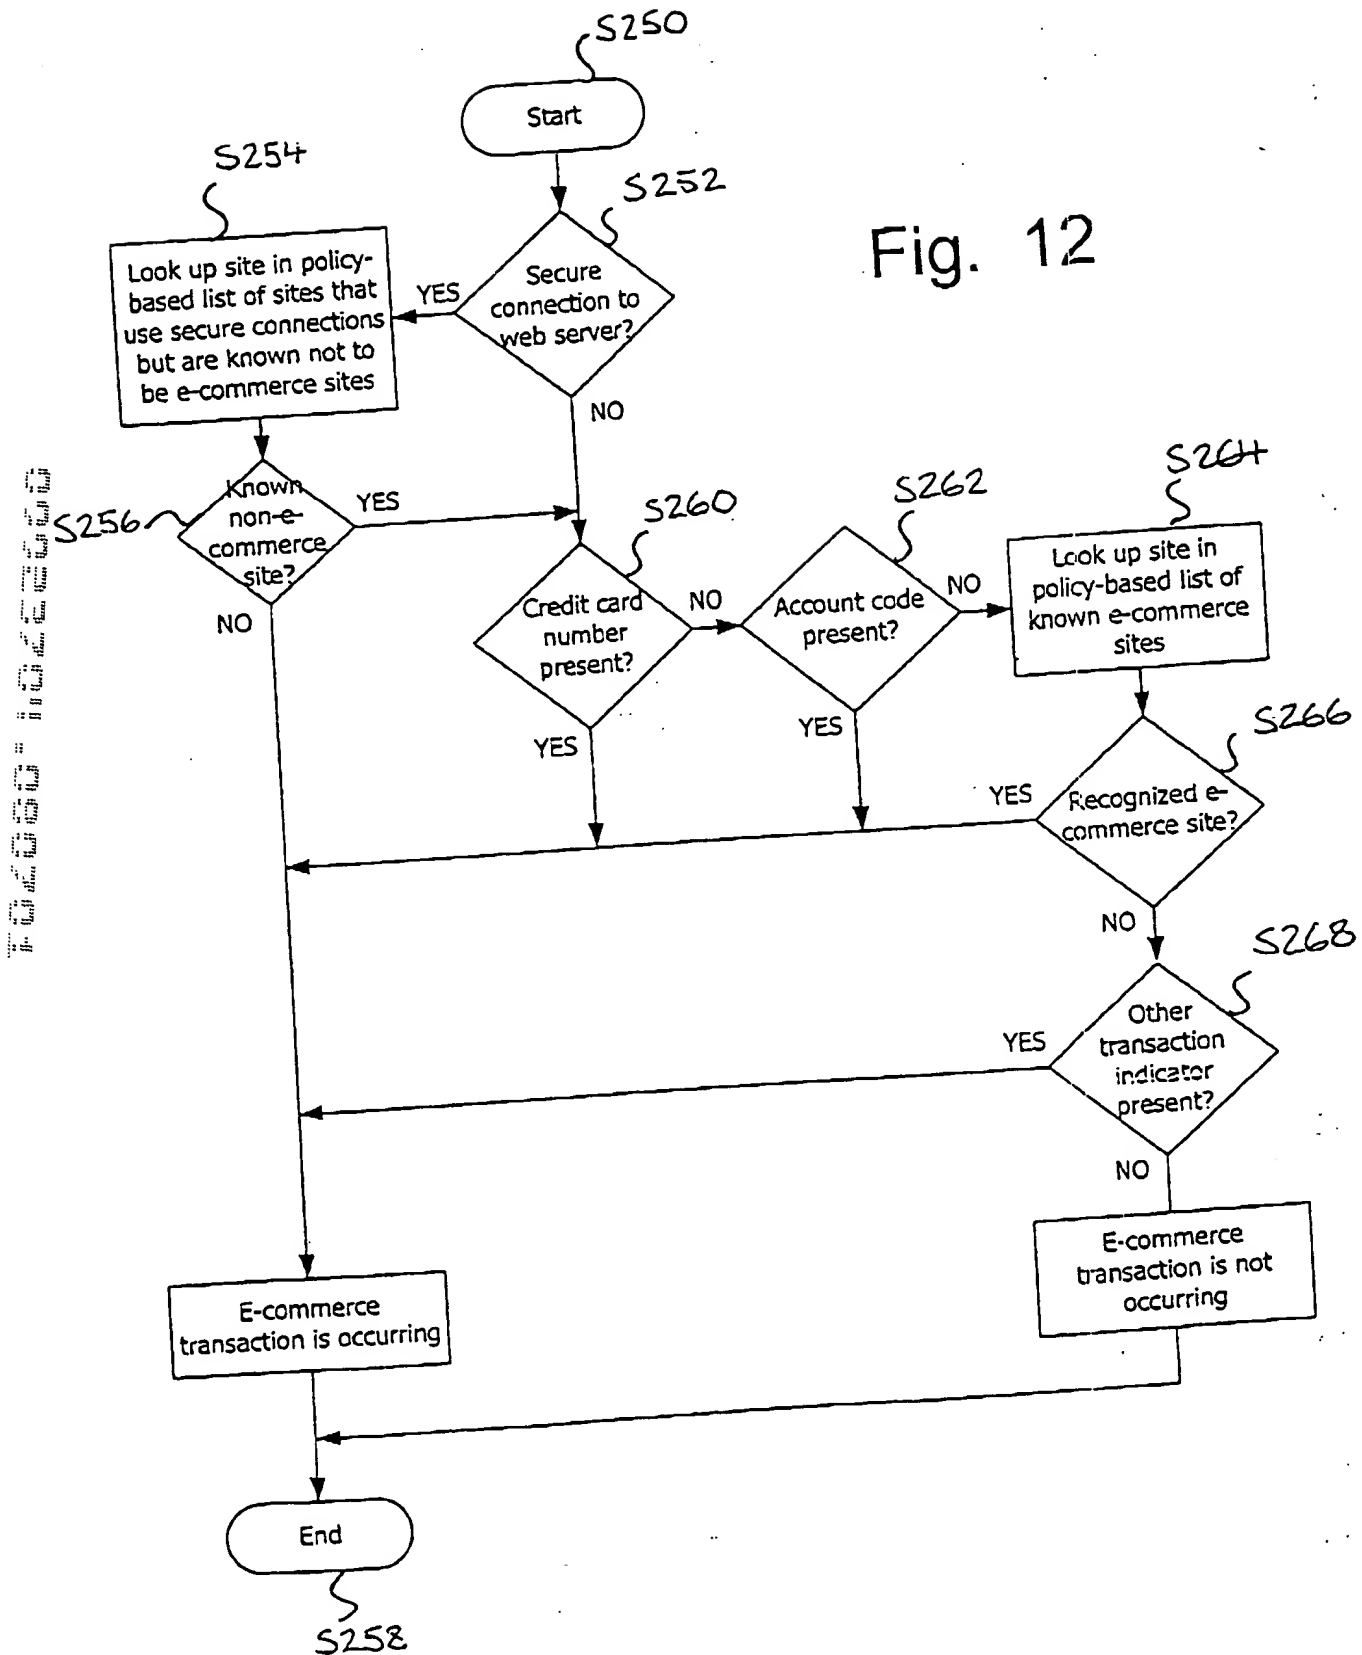 S250
Start
S254
S252
Fig. 12
Look up site in policy-
based list of sites that
use secure connections
but are known not to
be e-commerce sites
YES
Secure
connection to
web server?
NO
S256
Known
non-e-
commerce
site?
YES
NO
S260
Credit card
number
present?
NO
YES
S262
Account code
present?
NO
YES
S264
Look up site in
policy-based list of
known e-commerce
sites
S266
Recognized e-
commerce site?
YES
NO
S268
Other
transaction
indicator
present?
YES
NO
E-commerce
transaction is not
occurring
E-commerce
transaction is occurring
End
S258